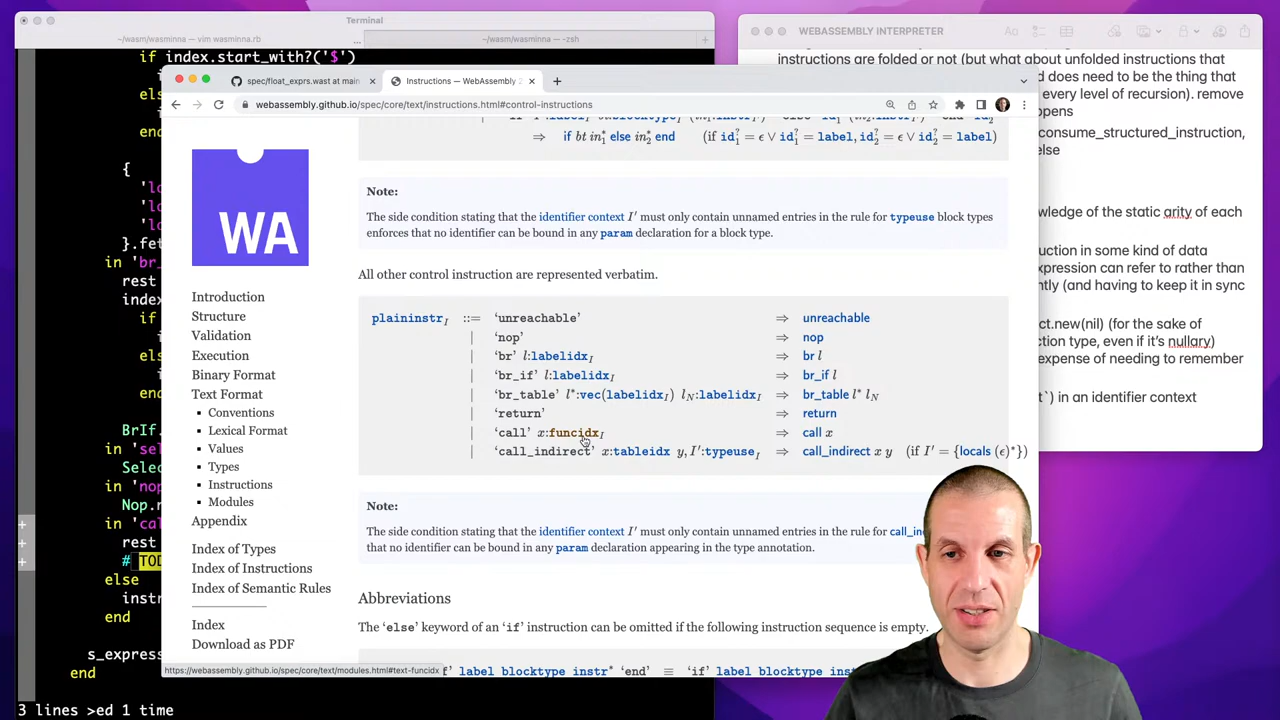 Terminal
~/wasm/wasminna — vim wasminna.rb
~/wasm/wasminna — -zsh
if index.start_with?('$')
els
end
{
'lo
'lo
'lo
}.fet
in 'br_
rest
index
if
els
end
BrIf.
in 'sel
Select
in 'nop
Nop.n
in 'cal
rest
# TOD
else
instr
end
s_expres
end
3 lines >ed 1 time
WEBASSEMBLY INTERPRETER
instructions are folded or not (but what about unfolded instructions that
d does need to be the thing that
every level of recursion). remove
opens
consume_structured_instruction,
else
wledge of the static arity of each
uction in some kind of data
expression can refer to rather than
ntly (and having to keep it in sync
ct.new(nil) (for the sake of
ction type, even if it's nullary)
expense of needing to remember
t`) in an identifier context
spec/float_exprs.wast at main
Instructions — WebAssembly 2
webassembly.github.io/spec/core/text/instructions.html#control-instructions
⇒ if bt in₁* else in₂* end (if id₁? = ϵ ∨ id₁? = label, id₂? = ϵ ∨ id₂? = label)
WA
Introduction
Structure
Validation
Execution
Binary Format
Text Format
Conventions
Lexical Format
Values
Types
Instructions
Modules
Appendix
Index of Types
Index of Instructions
Index of Semantic Rules
Index
Download as PDF
Note:
The side condition stating that the identifier context I′ must only contain unnamed entries in the rule for typeuse block types
enforces that no identifier can be bound in any param declaration for a block type.
All other control instruction are represented verbatim.
plaininstr_I ::= ‘unreachable’ ⇒ unreachable
| ‘nop’ ⇒ nop
| ‘br’ l:labelidx_I ⇒ br l
| ‘br_if’ l:labelidx_I ⇒ br_if l
| ‘br_table’ l*:vec(labelidx_I) l_N:labelidx_I ⇒ br_table l* l_N
| ‘return’ ⇒ return
| ‘call’ x:funcidx_I ⇒ call x
| ‘call_indirect’ x:tableidx y,I′:typeuse_I ⇒ call_indirect x y (if I′ = {locals (ϵ)*})
Note:
The side condition stating that the identifier context I′ must only contain unnamed entries in the rule for call_in
that no identifier can be bound in any param declaration appearing in the type annotation.
Abbreviations
The ‘else’ keyword of an ‘if’ instruction can be omitted if the following instruction sequence is empty.
f’ label blocktype instr* ‘end’ ≡ ‘if’ label blocktype
https://webassembly.github.io/spec/core/text/modules.html#text-funcidx